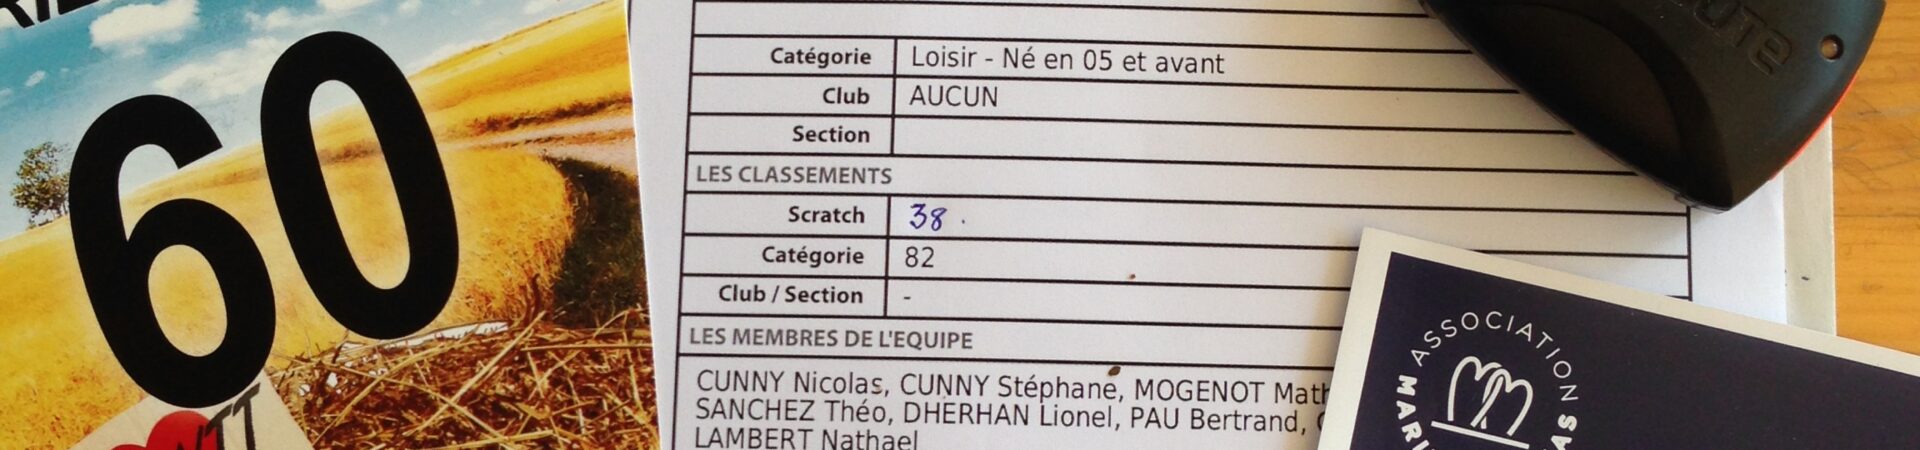 60
Catégorie Loisir - Né en 05 et avant
Club AUCUN
Section
LES CLASSEMENTS
Scratch 38.
Catégorie 82
Club / Section -
LES MEMBRES DE L'EQUIPE
CUNNY Nicolas, CUNNY Stéphane, MOGENOT Math
SANCHEZ Théo, DHERHAN Lionel, PAU Bertrand,
LAMBERT Nathael
ASSOCIATION